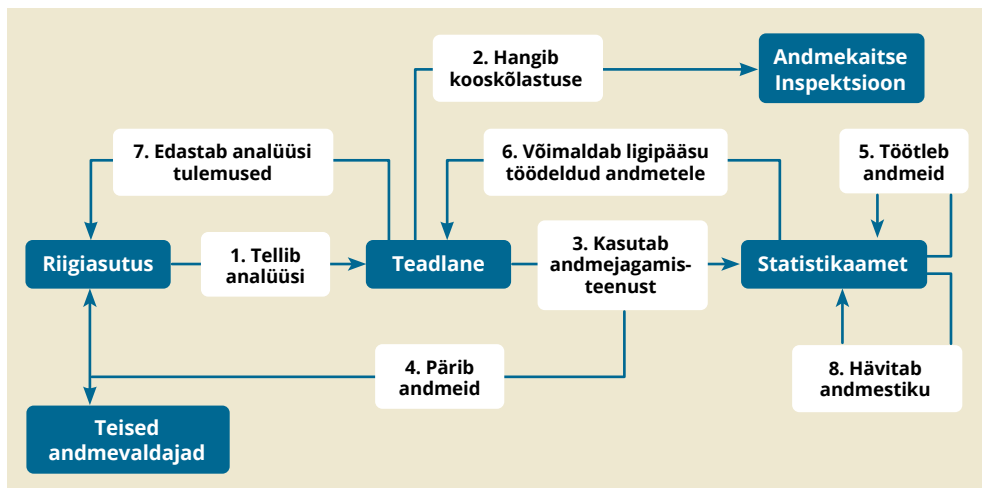 2. Hangib
kooskõlastuse
Andmekaitse
Inspektsioon
7. Edastab analüüsi
tulemused
6. Võimaldab ligipääsu
töödeldud andmetele
5. Töötleb
andmeid
Riigiasutus
1. Tellib
analüüsi
Teadlane
3. Kasutab
andmejagamis-
teenust
Statistikaamet
4. Pärib
andmeid
8. Hävitab
andmestiku
Teised
andmevaldajad